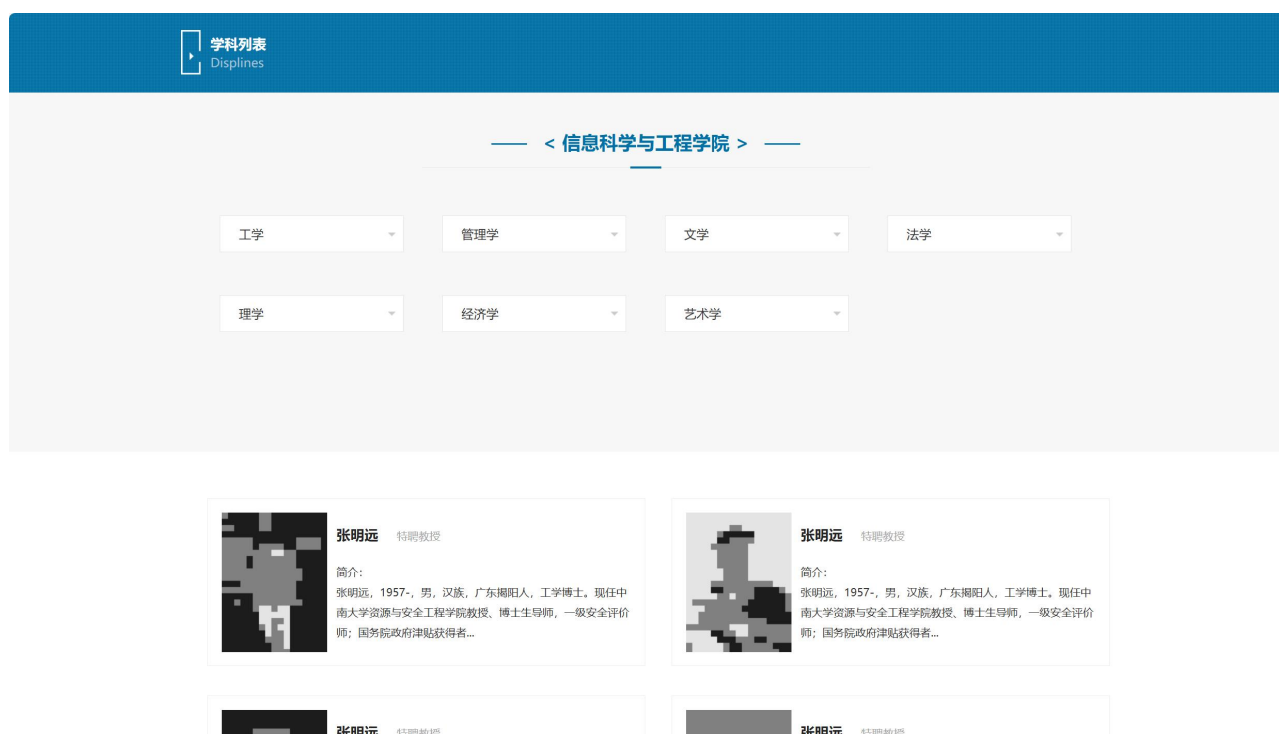 学科列表
Displines
< 信息科学与工程学院 >
工学
管理学
文学
法学
理学
经济学
艺术学
张明远 特聘教授
简介：
张明远，1957-，男，汉族，广东揭阳人，工学博士。现任中
南大学资源与安全工程学院教授、博士生导师，一级安全评价
师；国务院政府津贴获得者...
张明远 特聘教授
简介：
张明远，1957-，男，汉族，广东揭阳人，工学博士。现任中
南大学资源与安全工程学院教授、博士生导师，一级安全评价
师；国务院政府津贴获得者...
张明远 特聘教授
张明远 特聘教授